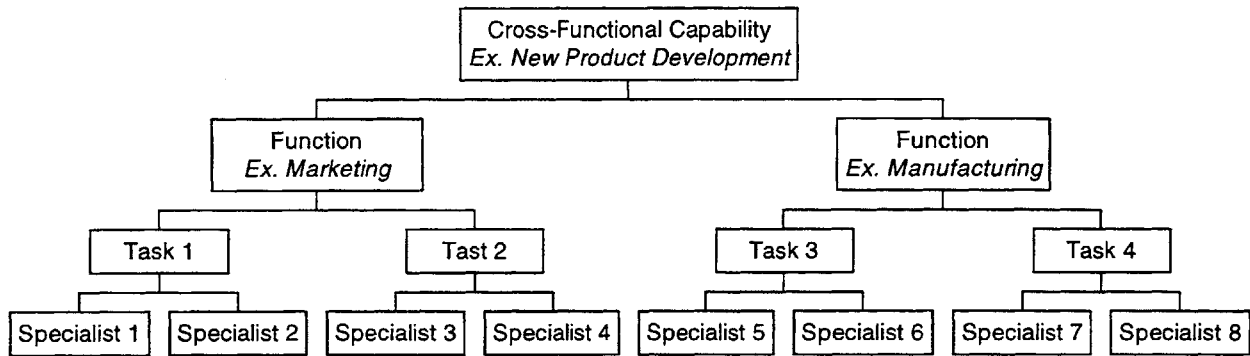 Cross-Functional Capability
Ex. New Product Development
Function
Ex. Marketing
Function
Ex. Manufacturing
Task 1
Tast 2
Task 3
Task 4
Specialist 1
Specialist 2
Specialist 3
Specialist 4
Specialist 5
Specialist 6
Specialist 7
Specialist 8